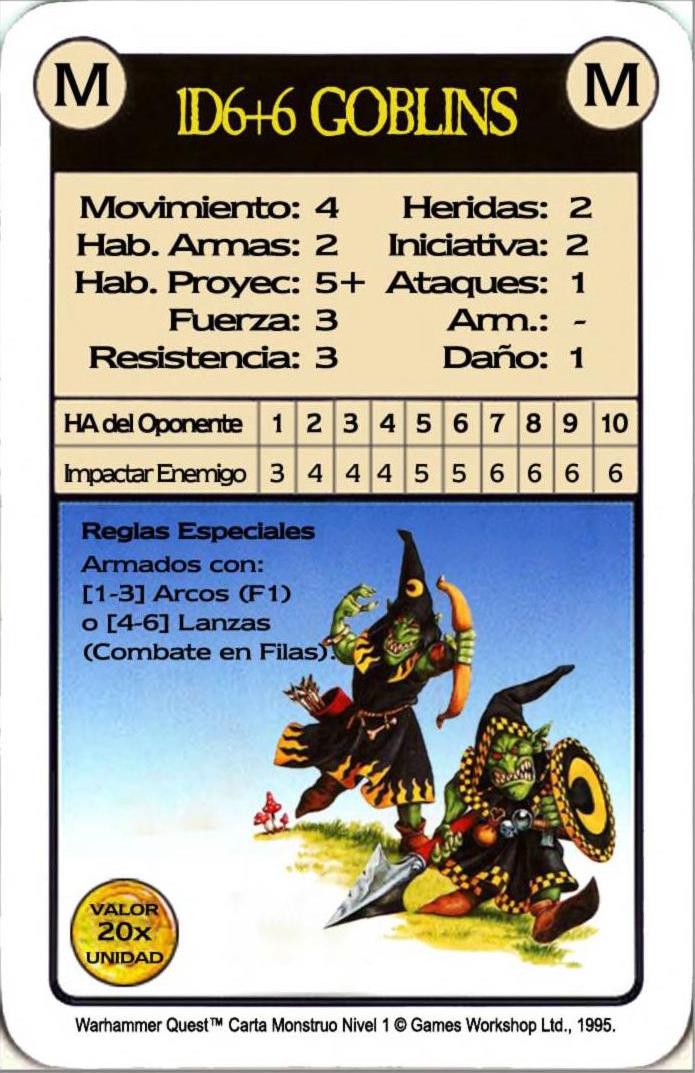 M
M
1D6+6 GOBLINS
Movimiento: 4 Heridas: 2
Hab. Armas: 2 Iniciativa: 2
Hab. Proyec: 5+ Ataques: 1
Fuerza: 3 Arm.: -
Resistencia: 3 Daño: 1
HA del Oponente 1 2 3 4 5 6 7 8 9 10
Impactar Enemigo 3 4 4 4 5 5 6 6 6 6
Reglas Especiales
Armados con:
[1-3] Arcos (F1)
o [4-6] Lanzas
(Combate en Filas).
VALOR
20x
UNIDAD
Warhammer Quest™ Carta Monstruo Nivel 1 © Games Workshop Ltd., 1995.